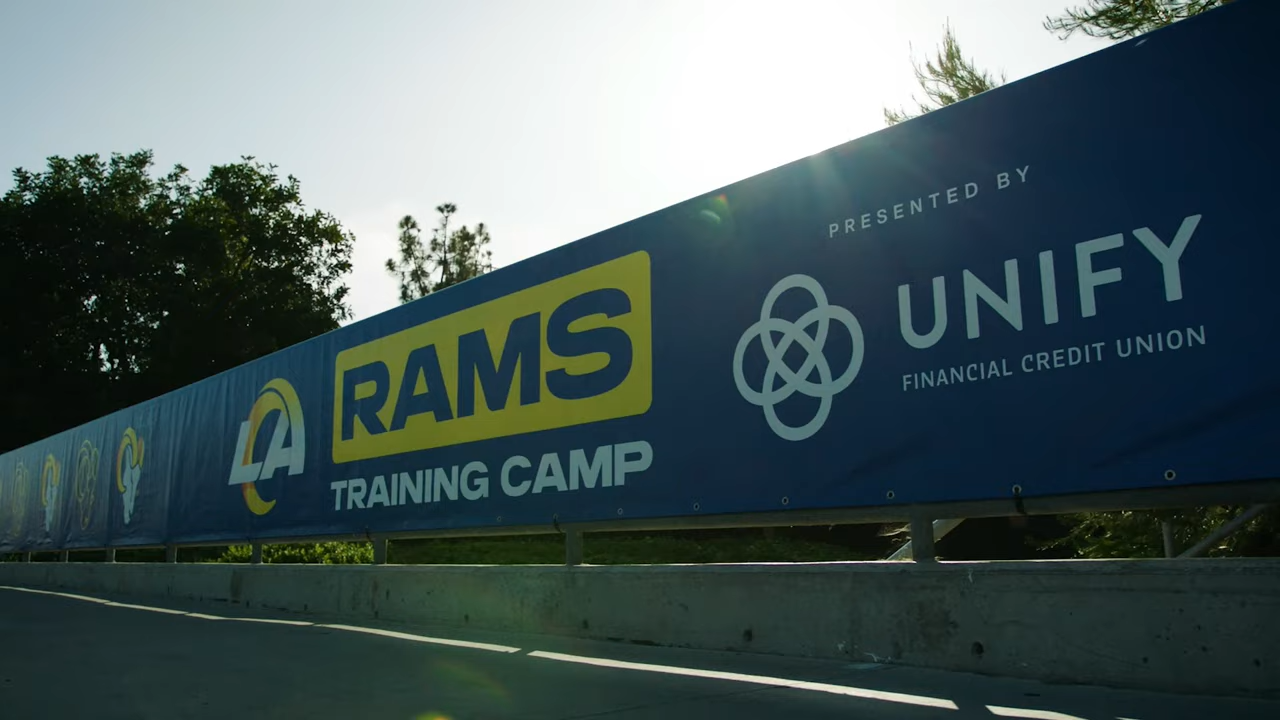 LA
RAMS
TRAINING CAMP
PRESENTED BY
UNIFY
FINANCIAL CREDIT UNION